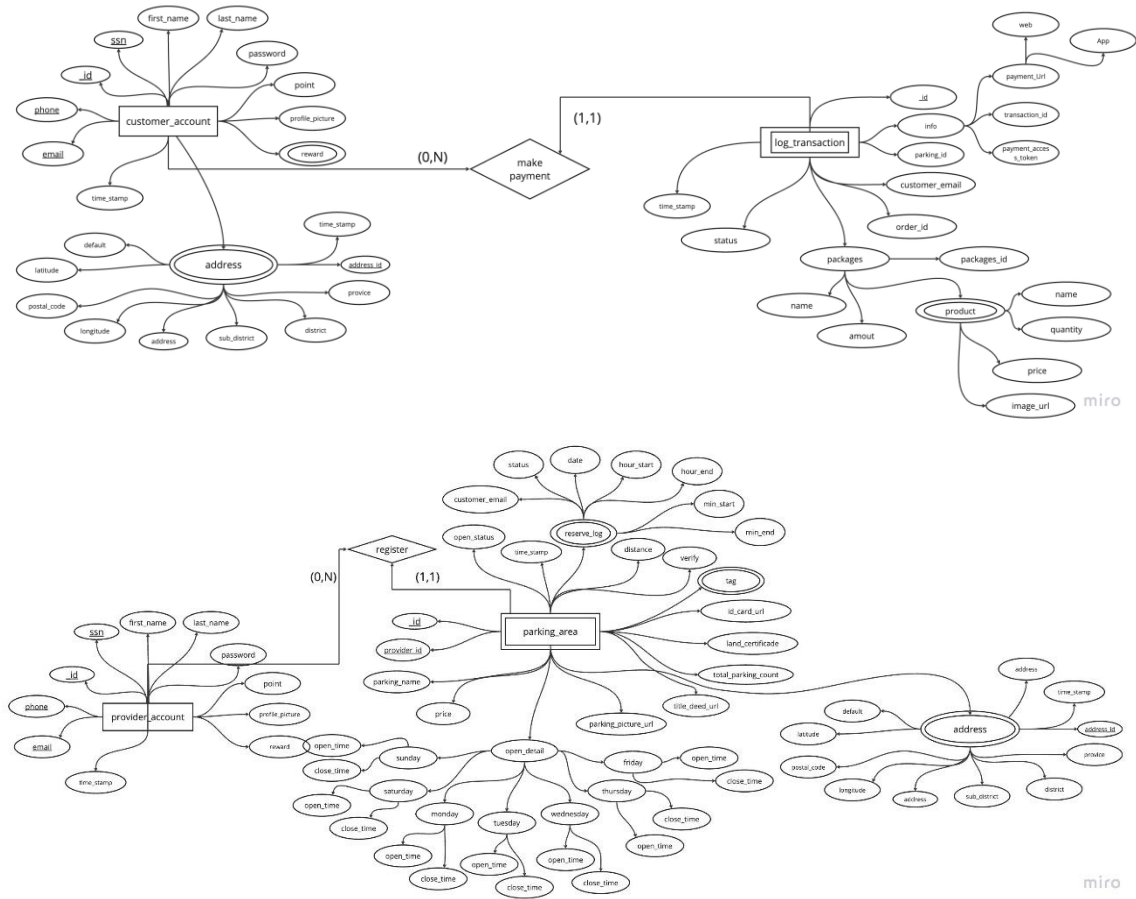 first_name
last_name
ssn
password
_id
point
phone
customer_account
profile_picture
email
reward
(0,N)
time_stamp
make
payment
(1,1)
web
App
payment_Url
_id
transaction_id
info
log_transaction
parking_id
payment_acces
s_token
customer_email
time_stamp
order_id
status
packages
packages_id
name
name
product
amout
quantity
price
image_url
time_stamp
default
address
address_id
latitude
provice
postal_code
longitude
district
address
sub_district
miro
date
status
hour_start
hour_end
customer_email
min_start
open_status
reserve_log
min_end
time_stamp
distance
verify
register
tag
(0,N)
(1,1)
id_card_url
_id
parking_area
land_certificade
provider_id
parking_name
total_parking_count
title_deed_url
price
parking_picture_url
first_name
last_name
ssn
password
_id
point
phone
provider_account
profile_picture
email
reward
time_stamp
open_detail
open_time
sunday
close_time
friday
open_time
close_time
saturday
thursday
open_time
close_time
monday
tuesday
wednesday
close_time
open_time
open_time
close_time
open_time
close_time
open_time
close_time
address
time_stamp
default
address
address_id
latitude
provice
postal_code
longitude
district
address
sub_district
miro